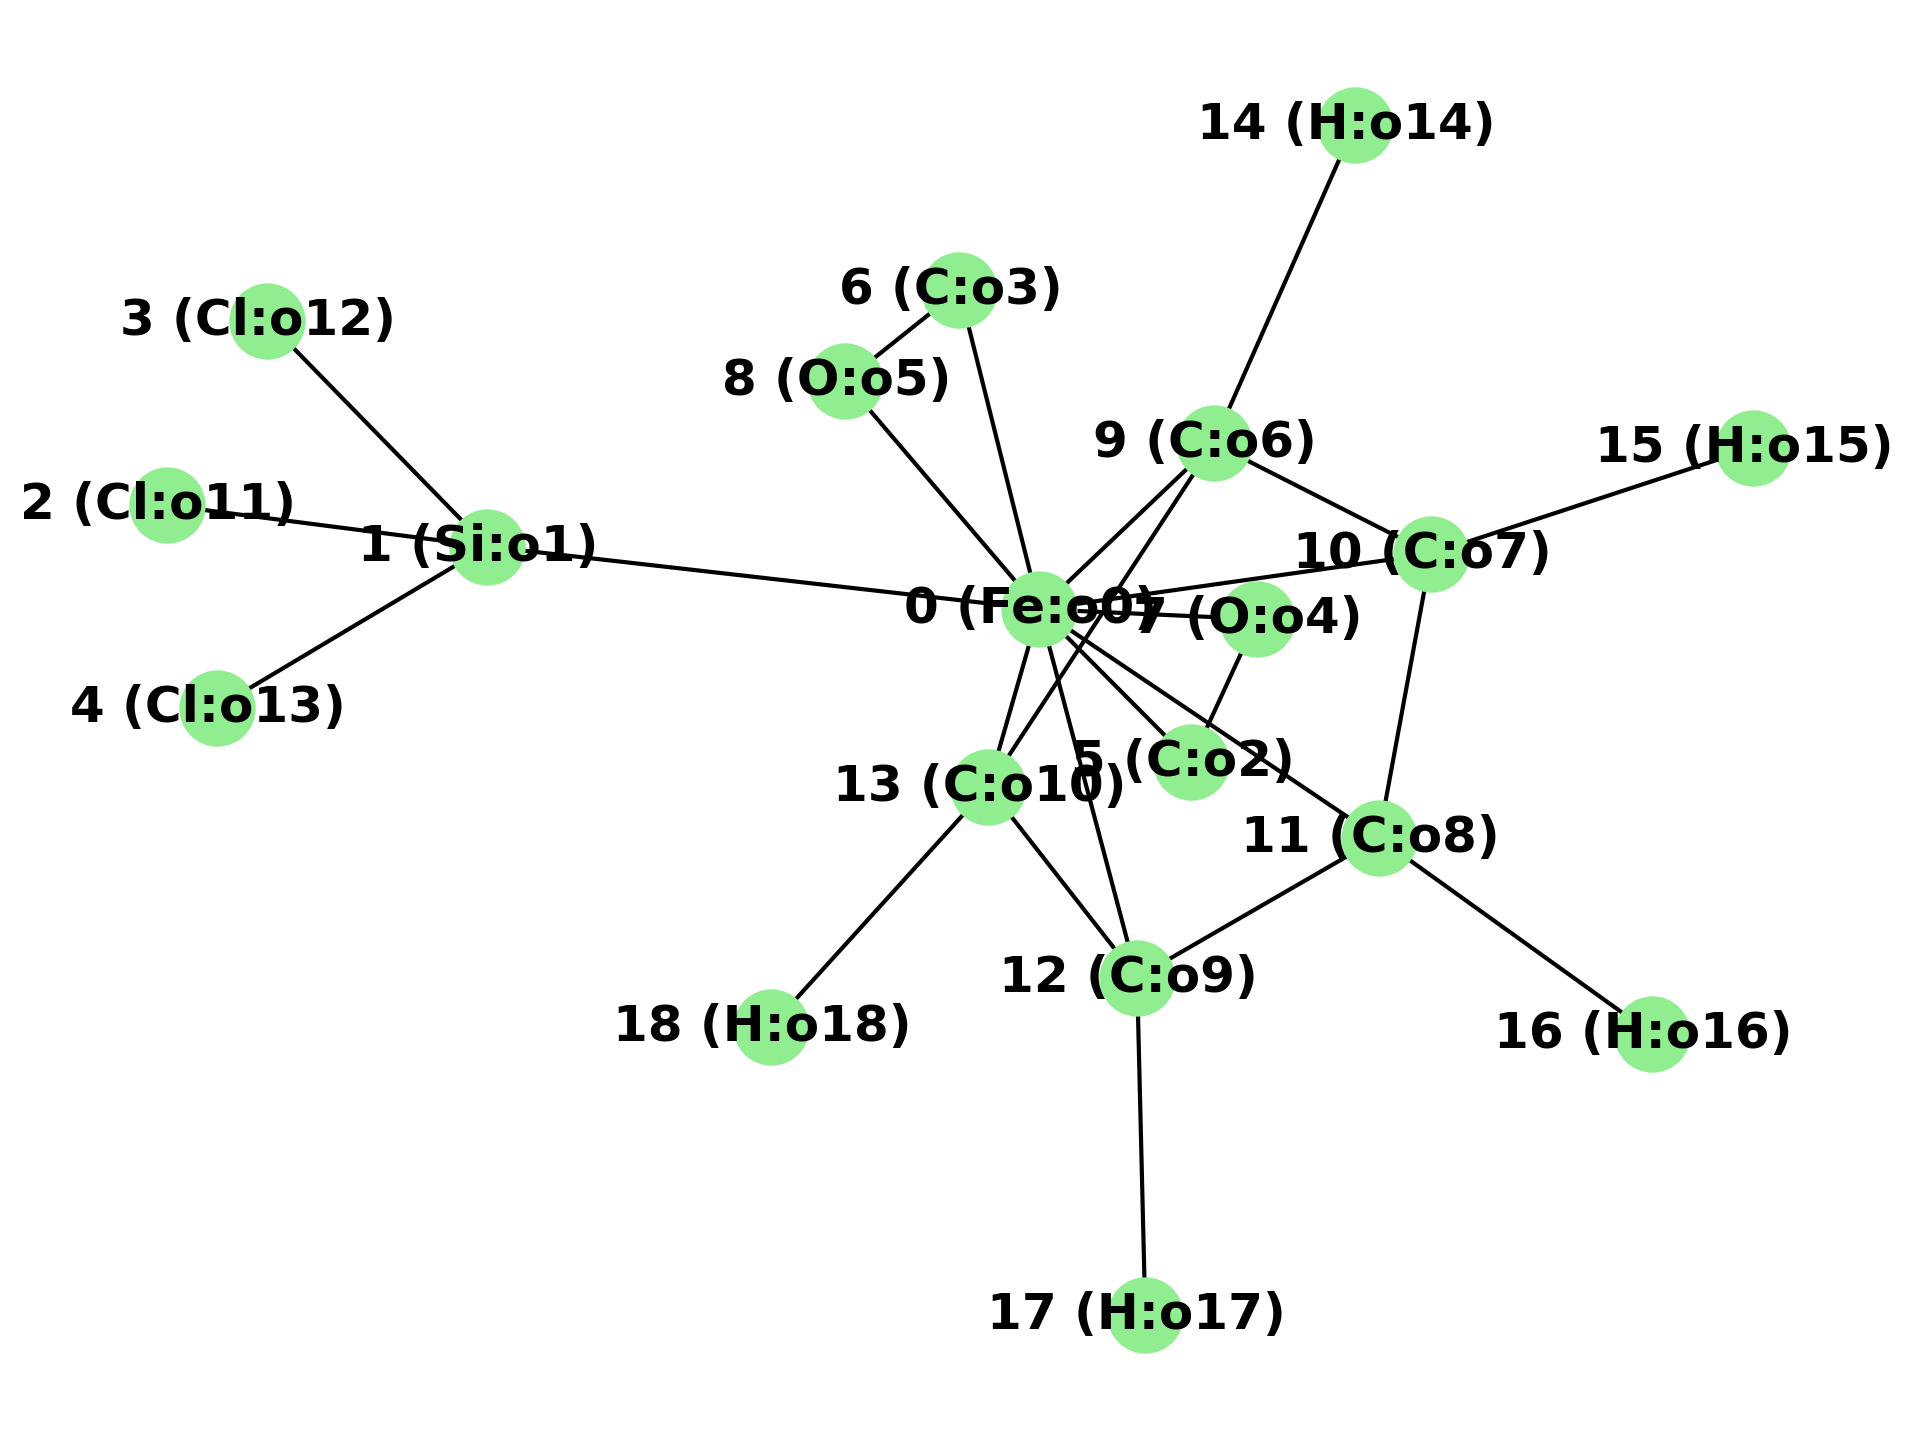 14 (H:o14)
6 (C:o3)
3 (Cl:o12)
8 (O:o5)
9 (C:o6)
15 (H:o15)
2 (Cl:o11)
1 (Si:o1)
10 (C:o7)
0 (Fe:o0)
7 (O:o4)
4 (Cl:o13)
5 (C:o2)
13 (C:o10)
11 (C:o8)
12 (C:o9)
18 (H:o18)
16 (H:o16)
17 (H:o17)